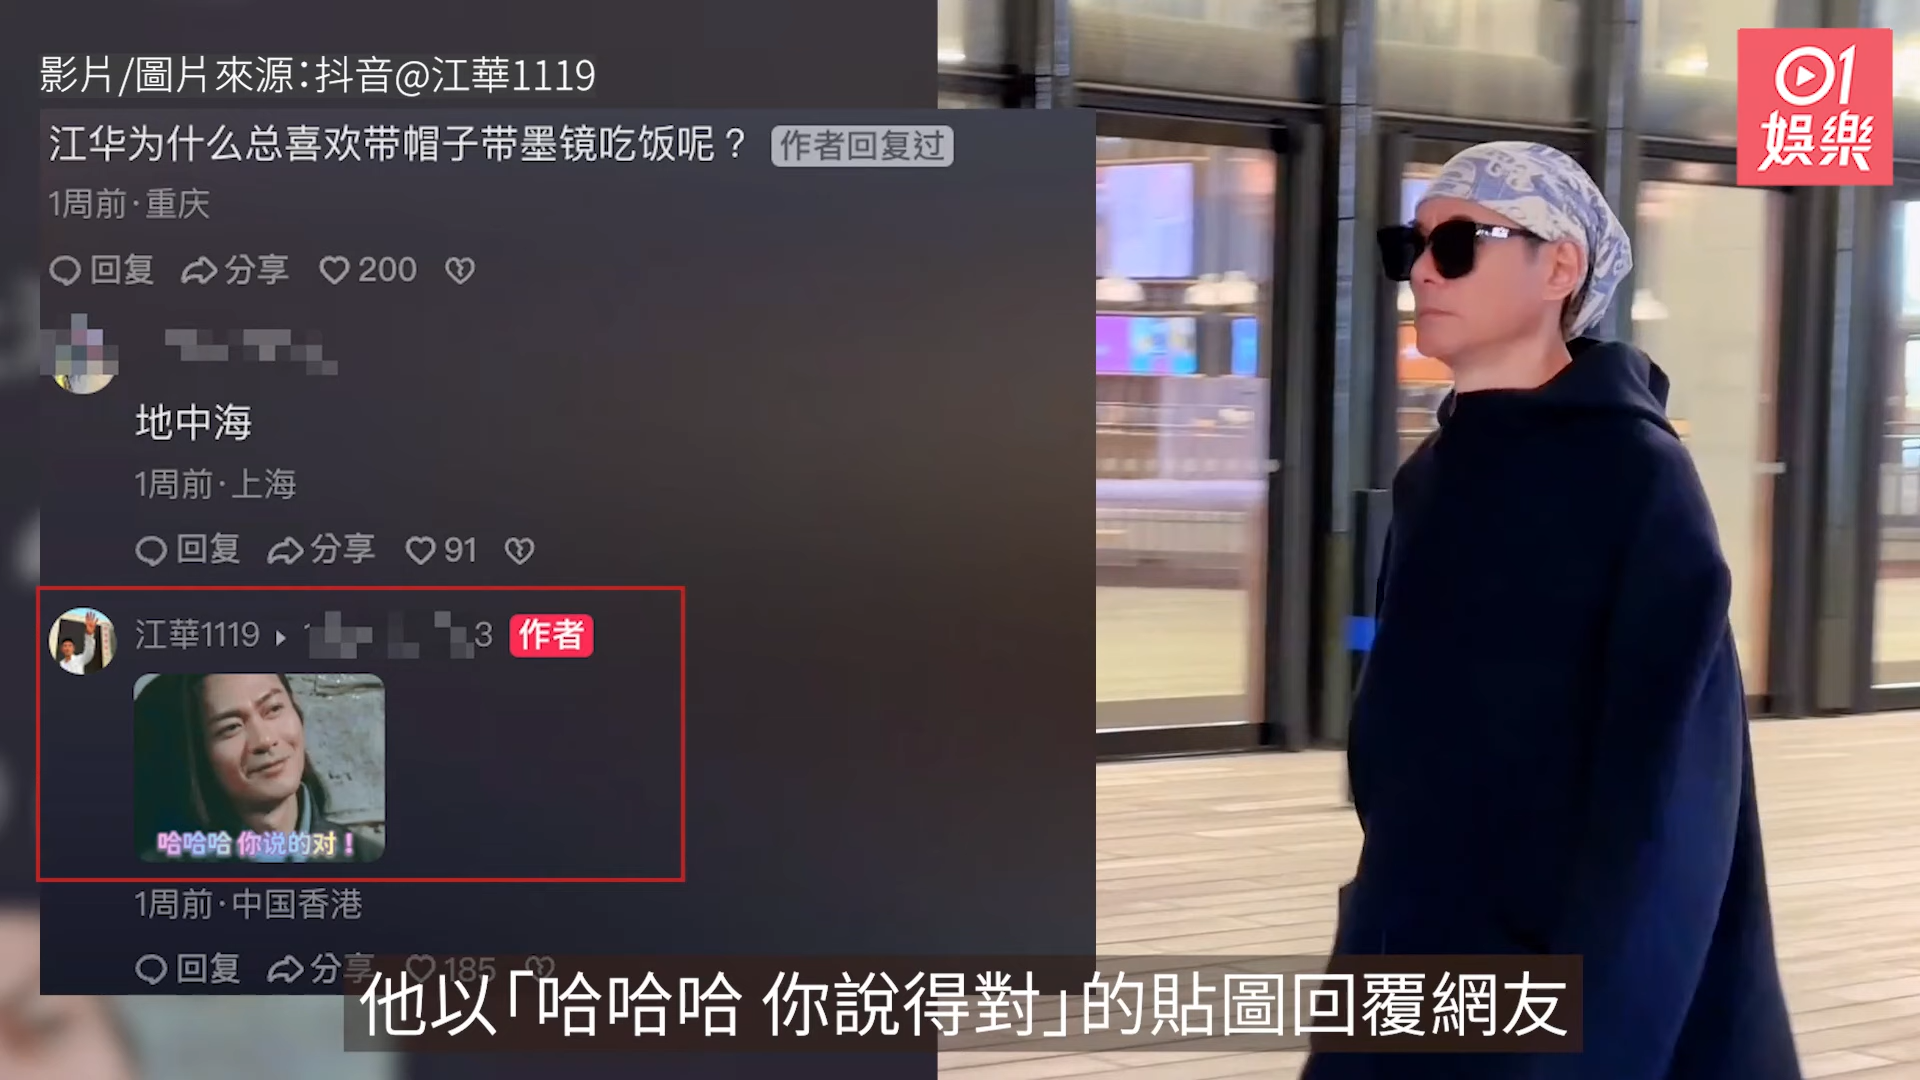 影片/圖片來源：抖音@江華1119
01
娛樂
江华为什么总喜欢带帽子带墨镜吃饭呢？ 作者回复过
1周前·重庆
回复 分享 200
地中海
1周前·上海
回复 分享 91
江華1119 3 作者
哈哈哈 你说的对！
1周前·中国香港
回复 分享 185
他以「哈哈哈 你說得對」的貼圖回覆網友